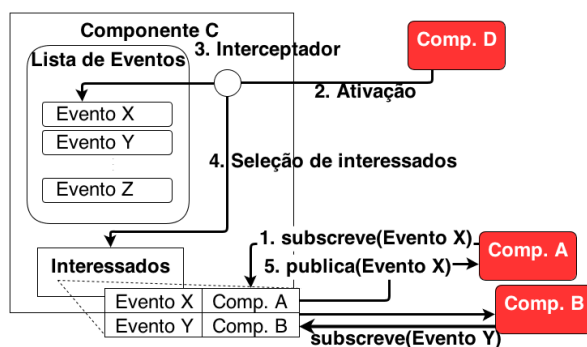 Componente C
3. Interceptador
Comp. D
Lista de Eventos
2. Ativação
Evento X
Evento Y
4. Seleção de interessados
Evento Z
1. subscreve(Evento X)
Comp. A
Interessados
5. publica(Evento X)
Evento X
Comp. A
Comp. B
Evento Y
Comp. B
subscreve(Evento Y)